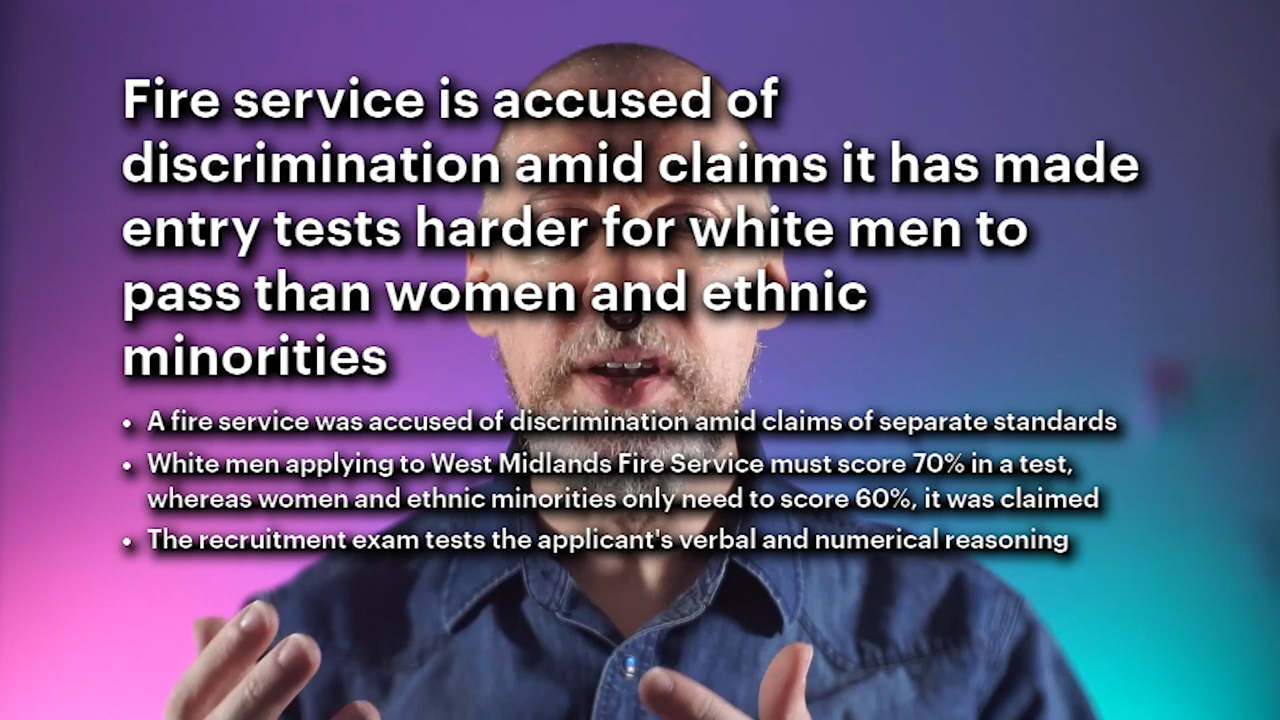 Fire service is accused of
discrimination amid claims it has made
entry tests harder for white men to
pass than women and ethnic
minorities
• A fire service was accused of discrimination amid claims of separate standards
• White men applying to West Midlands Fire Service must score 70% in a test,
whereas women and ethnic minorities only need to score 60%, it was claimed
• The recruitment exam tests the applicant's verbal and numerical reasoning